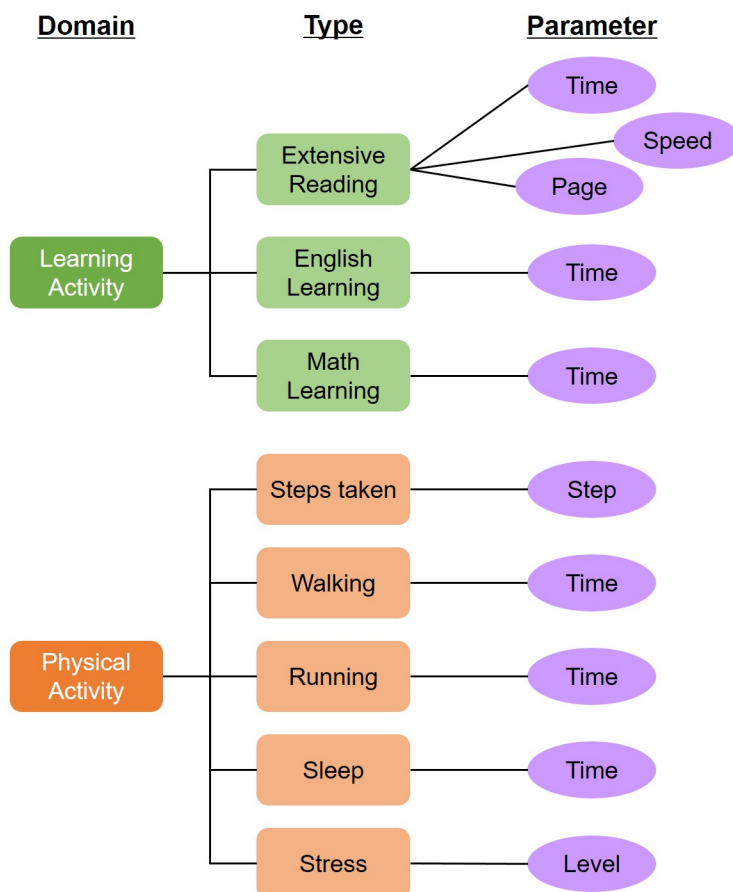 Domain
Type
Parameter
Time
Speed
Extensive
Reading
Page
Learning
Activity
English
Learning
Time
Math
Learning
Time
Steps taken
Step
Walking
Time
Physical
Activity
Running
Time
Sleep
Time
Stress
Level